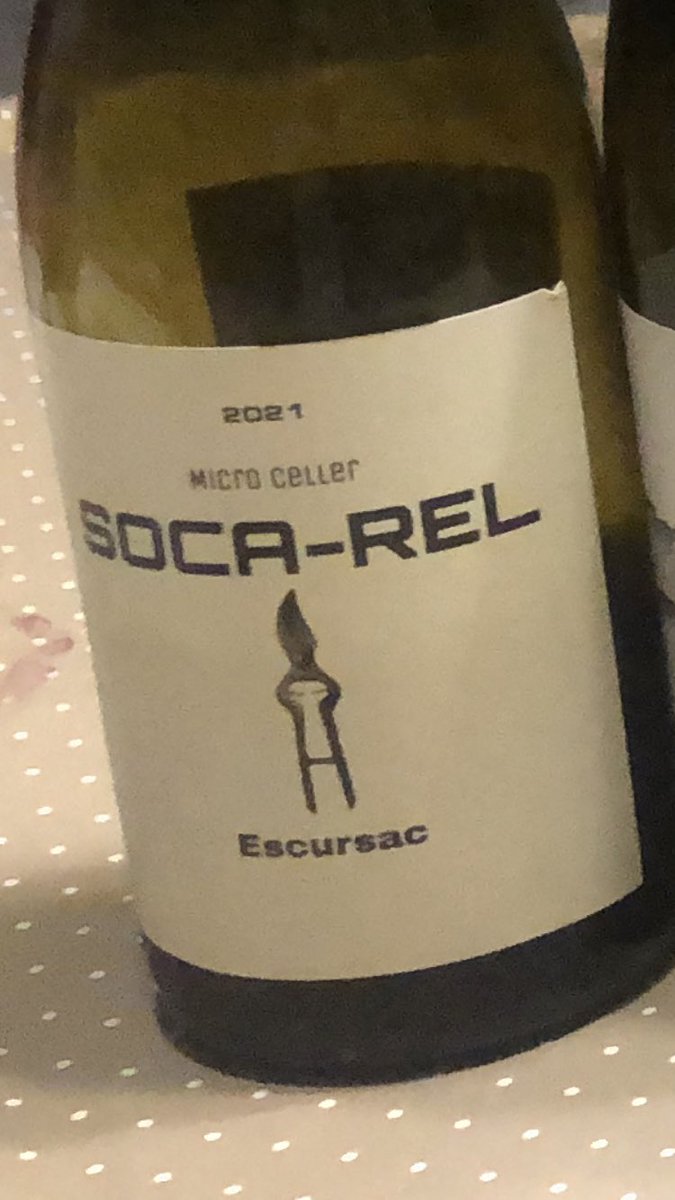 2021
Micro Celler
SOCA-REL
Escursac